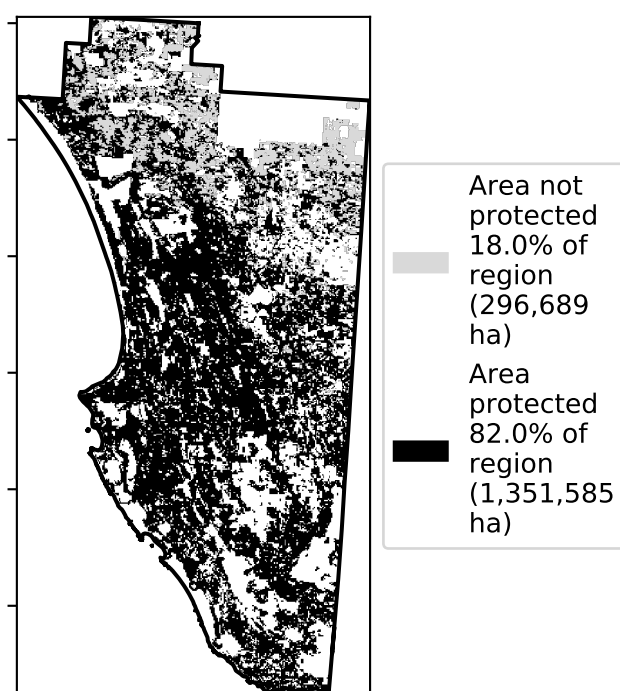 Area not
protected
18.0% of
region
(296,689
ha)
Area
protected
82.0% of
region
(1,351,585
ha)